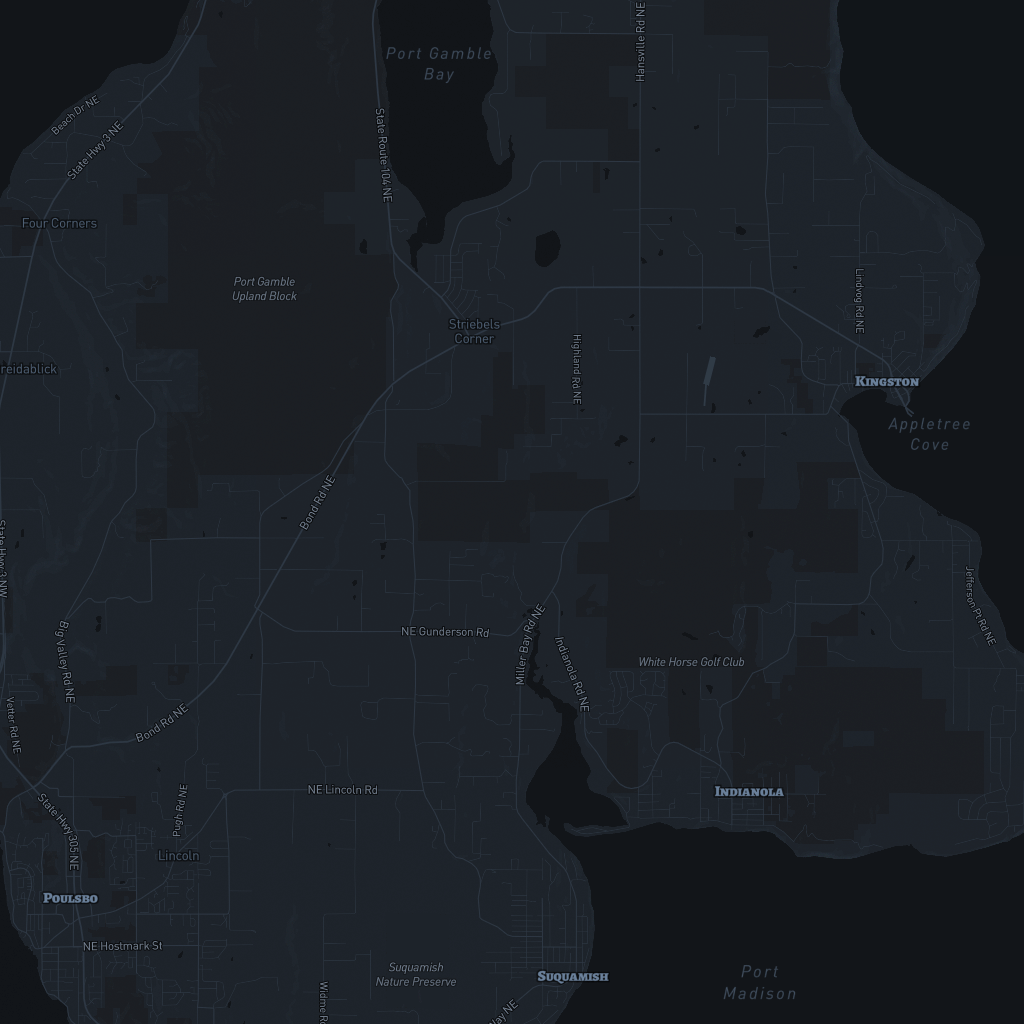 Port Gamble
Bay
Hansville Rd NE
Beach Dr NE
State Hwy 3 NE
State Route 104 NE
Four Corners
Port Gamble
Upland Block
Lindvog Rd NE
Striebels
Corner
Highland Rd NE
reidablick
Kingston
Appletree
Cove
Bond Rd NE
State Hwy 3 NW
Jefferson Pt Rd NE
Big Valley Rd NE
NE Gunderson Rd
Miller Bay Rd NE
Indianola Rd NE
White Horse Golf Club
Vetter Rd NE
Bond Rd NE
NE Lincoln Rd
Indianola
Pugh Rd NE
State Hwy 305 NE
Lincoln
Poulsbo
NE Hostmark St
Suquamish
Nature Preserve
Suquamish
Port
Madison
Widme Rd
Way NE